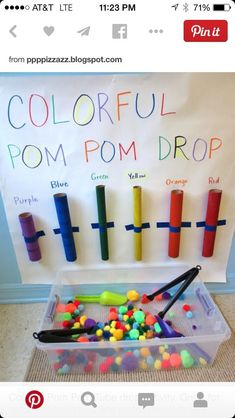 AT&T LTE 11:23 PM 71%
Pin it
from ppppizzazz.blogspot.com
COLORFUL
POM POM DROP
Purple Blue Green Yellow Orange Red